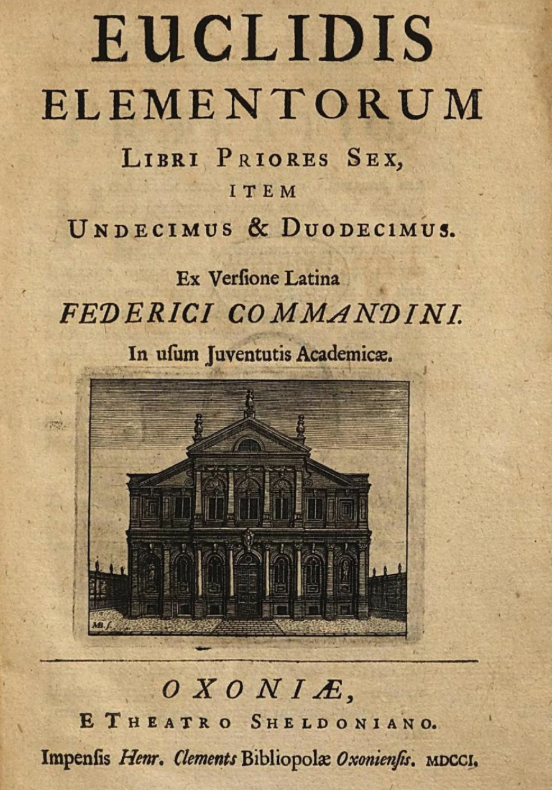 EUCLIDIS
ELEMENTORUM
LIBRI PRIORES SEX,
ITEM
UNDECIMUS & DUODECIMUS.
Ex Verſione Latina
FEDERICI COMMANDINI.
In uſum Juventutis Academicæ.
MB. ſ.
OXONIÆ,
E THEATRO SHELDONIANO.
Impenſis Henr. Clements Bibliopolæ Oxonienſis. MDCCI.